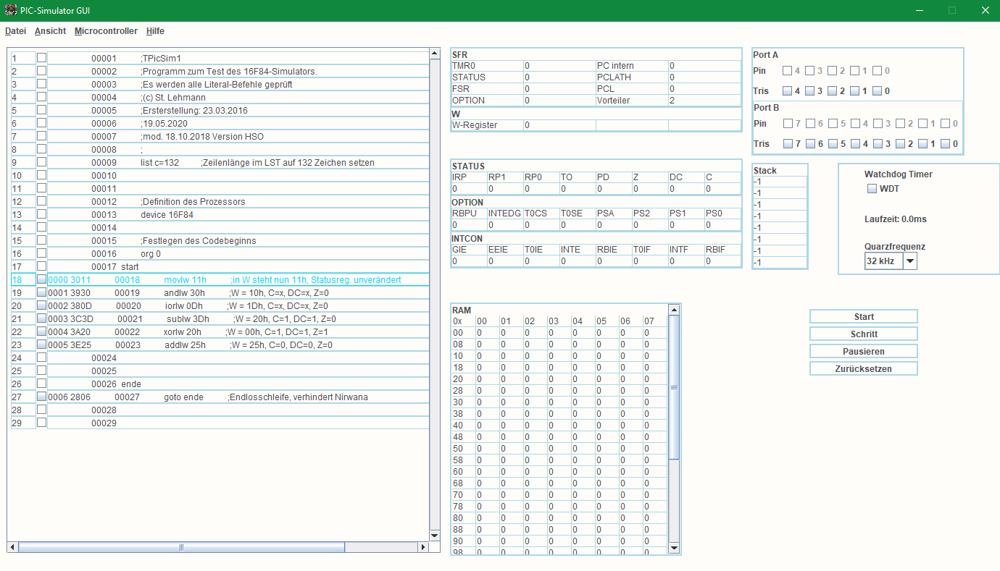 PIC-Simulator GUI
Datei Ansicht Microcontroller Hilfe
1 00001 ;TPicSim1
2 00002 ;Programm zum Test des 16F84-Simulators.
3 00003 ;Es werden alle Literal-Befehle geprüft
4 00004 ;(c) St. Lehmann
5 00005 ;Ersterstellung: 23.03.2016
6 00006 ;19.05.2020
7 00007 ;mod. 18.10.2018 Version HSO
8 00008 ;
9 00009 list c=132 ;Zeilenlänge im LST auf 132 Zeichen setzen
10 00010
11 00011
12 00012 ;Definition des Prozessors
13 00013 device 16F84
14 00014
15 00015 ;Festlegen des Codebeginns
16 00016 org 0
17 00017 start
18 0000 3011 00018 movlw 11h ;in W steht nun 11h, Statusreg. unverändert
19 0001 3930 00019 andlw 30h ;W = 10h, C=x, DC=x, Z=0
20 0002 380D 00020 iorlw 0Dh ;W = 1Dh, C=x, DC=x, Z=0
21 0003 3C3D 00021 sublw 3Dh ;W = 20h, C=1, DC=1, Z=0
22 0004 3A20 00022 xorlw 20h ;W = 00h, C=1, DC=1, Z=1
23 0005 3E25 00023 addlw 25h ;W = 25h, C=0, DC=0, Z=0
24 00024
25 00025
26 00026 ende
27 0006 2806 00027 goto ende ;Endlosschleife, verhindert Nirwana
28 00028
29 00029
SFR
TMR0 0 PC intern 0
STATUS 0 PCLATH 0
FSR 0 PCL 0
OPTION 0 Vorteiler 2
W
W-Register 0
STATUS
IRP RP1 RP0 TO PD Z DC C
0 0 0 0 0 0 0 0
OPTION
RBPU INTEDG T0CS T0SE PSA PS2 PS1 PS0
0 0 0 0 0 0 0 0
INTCON
GIE EEIE T0IE INTE RBIE T0IF INTF RBIF
0 0 0 0 0 0 0 0
RAM
0x 00 01 02 03 04 05 06 07
00 0 0 0 0 0 0 0 0
08 0 0 0 0 0 0 0 0
10 0 0 0 0 0 0 0 0
18 0 0 0 0 0 0 0 0
20 0 0 0 0 0 0 0 0
28 0 0 0 0 0 0 0 0
30 0 0 0 0 0 0 0 0
38 0 0 0 0 0 0 0 0
40 0 0 0 0 0 0 0 0
48 0 0 0 0 0 0 0 0
50 0 0 0 0 0 0 0 0
58 0 0 0 0 0 0 0 0
60 0 0 0 0 0 0 0 0
68 0 0 0 0 0 0 0 0
70 0 0 0 0 0 0 0 0
78 0 0 0 0 0 0 0 0
80 0 0 0 0 0 0 0 0
88 0 0 0 0 0 0 0 0
90 0 0 0 0 0 0 0 0
98 0 0 0 0 0 0 0 0
Port A
Pin 4 3 2 1 0
Tris 4 3 2 1 0
Port B
Pin 7 6 5 4 3 2 1 0
Tris 7 6 5 4 3 2 1 0
Stack
-1
-1
-1
-1
-1
-1
-1
-1
Watchdog Timer
WDT
Laufzeit: 0.0ms
Quarzfrequenz
32 kHz
Start
Schritt
Pausieren
Zurücksetzen